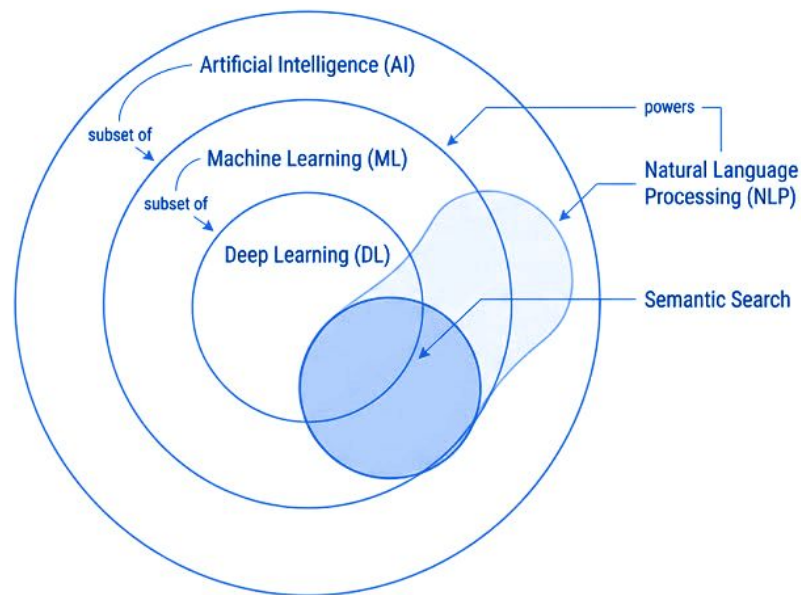 Artificial Intelligence (AI)
subset of
powers
Machine Learning (ML)
Natural Language
Processing (NLP)
subset of
Deep Learning (DL)
Semantic Search